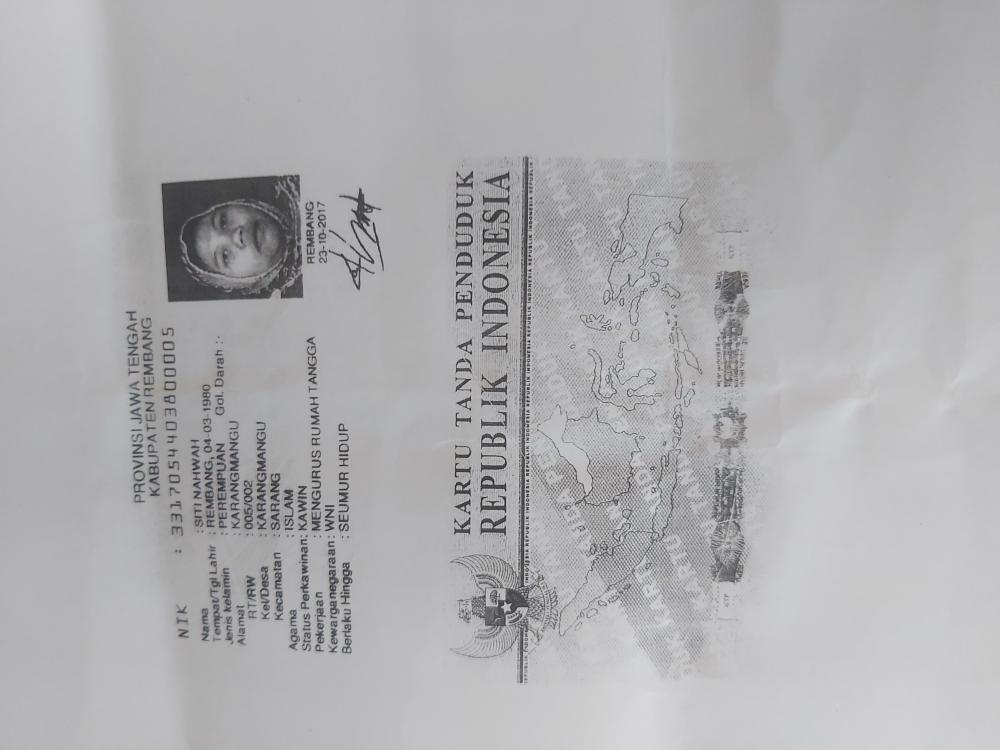 PROVINSI JAWA TENGAH
KABUPATEN REMBANG
NIK : 3317054403800005
Nama : SITI NAHWAH
Tempat/Tgl Lahir : REMBANG, 04-03-1980
Jenis kelamin : PEREMPUAN Gol. Darah : -
Alamat : KARANGMANGU
RT/RW : 005/002
Kel/Desa : KARANGMANGU
Kecamatan : SARANG
Agama : ISLAM
Status Perkawinan: KAWIN
Pekerjaan : MENGURUS RUMAH TANGGA
Kewarganegaraan: WNI
Berlaku Hingga : SEUMUR HIDUP
REMBANG
23-10-2017
KARTU TANDA PENDUDUK
REPUBLIK INDONESIA